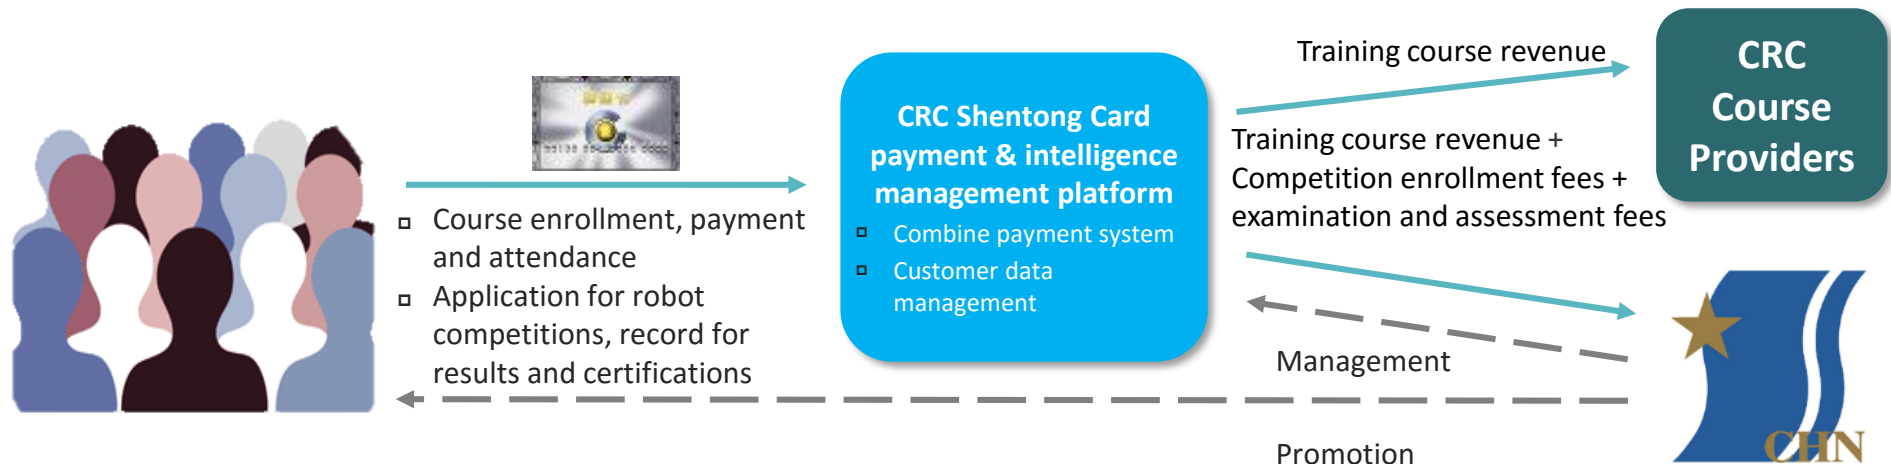 Course enrollment, payment
and attendance
Application for robot
competitions, record for
results and certifications
CRC Shentong Card
payment & intelligence
management platform
Combine payment system
Customer data
management
Training course revenue
Training course revenue +
Competition enrollment fees +
examination and assessment fees
Management
Promotion
CRC
Course
Providers
CHN